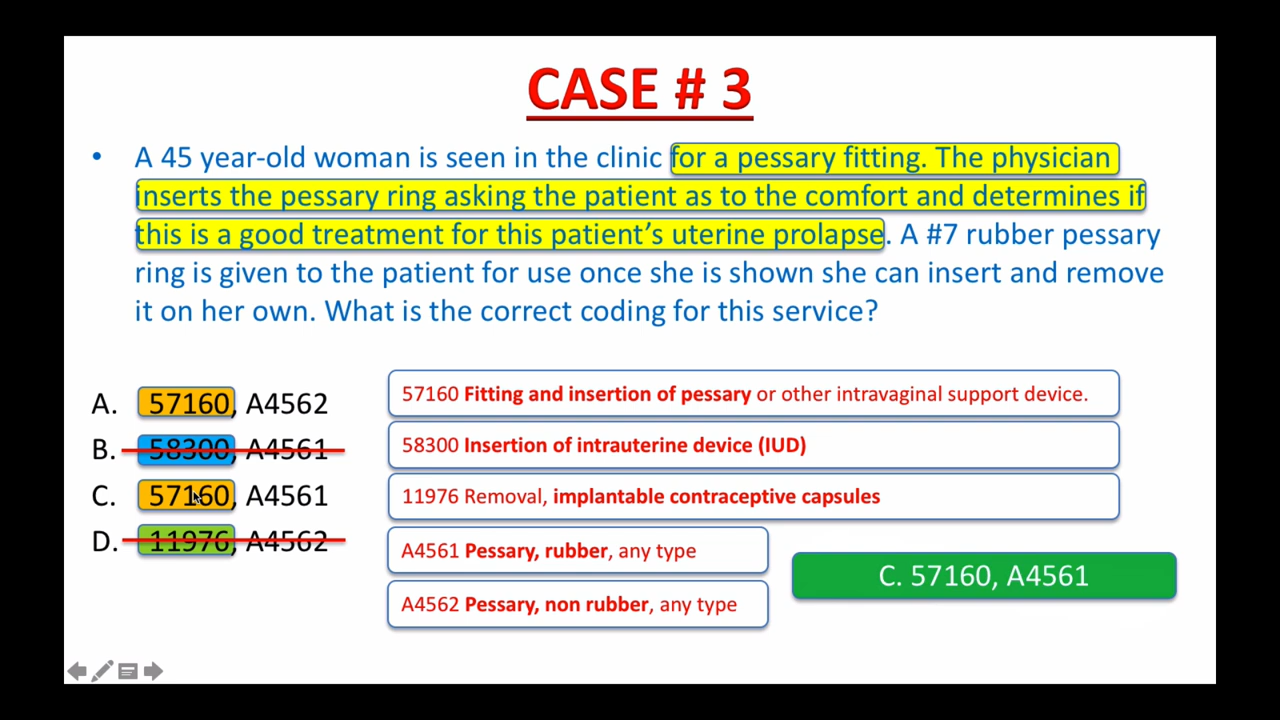 CASE # 3
• A 45 year-old woman is seen in the clinic for a pessary fitting. The physician
inserts the pessary ring asking the patient as to the comfort and determines if
this is a good treatment for this patient's uterine prolapse. A #7 rubber pessary
ring is given to the patient for use once she is shown she can insert and remove
it on her own. What is the correct coding for this service?
A. 57160, A4562
B. 58300, A4561
C. 57160, A4561
D. 11976, A4562
57160 Fitting and insertion of pessary or other intravaginal support device.
58300 Insertion of intrauterine device (IUD)
11976 Removal, implantable contraceptive capsules
A4561 Pessary, rubber, any type
A4562 Pessary, non rubber, any type
C. 57160, A4561